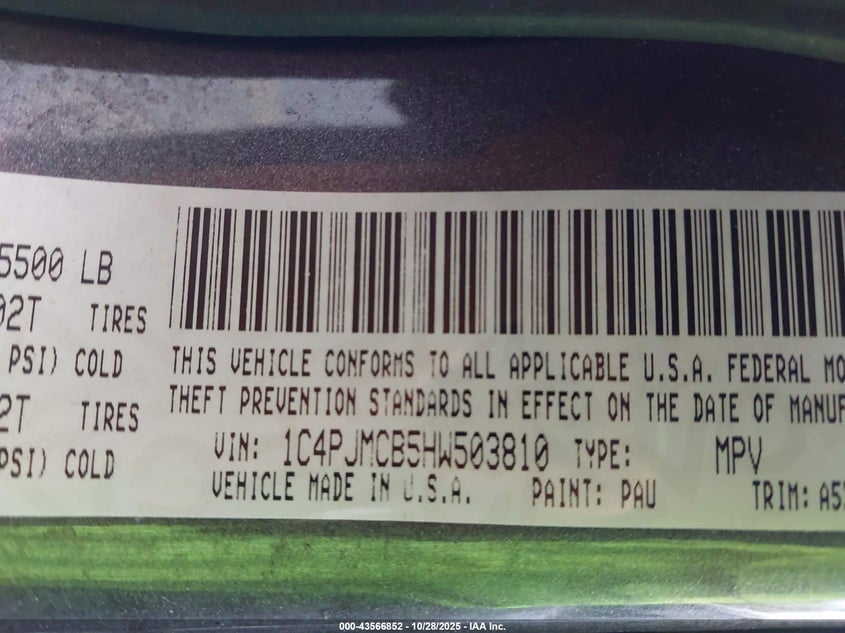 5500 LB
02T TIRES
PSI) COLD
2T TIRES
PSI) COLD
THIS VEHICLE CONFORMS TO ALL APPLICABLE U.S.A. FEDERAL MO
THEFT PREVENTION STANDARDS IN EFFECT ON THE DATE OF MANUF
VIN: 1C4PJMCB5HW503810 TYPE: MPV
VEHICLE MADE IN U.S.A. PAINT: PAU TRIM: A5
000-43566852 | 10/28/2025 - IAA Inc.